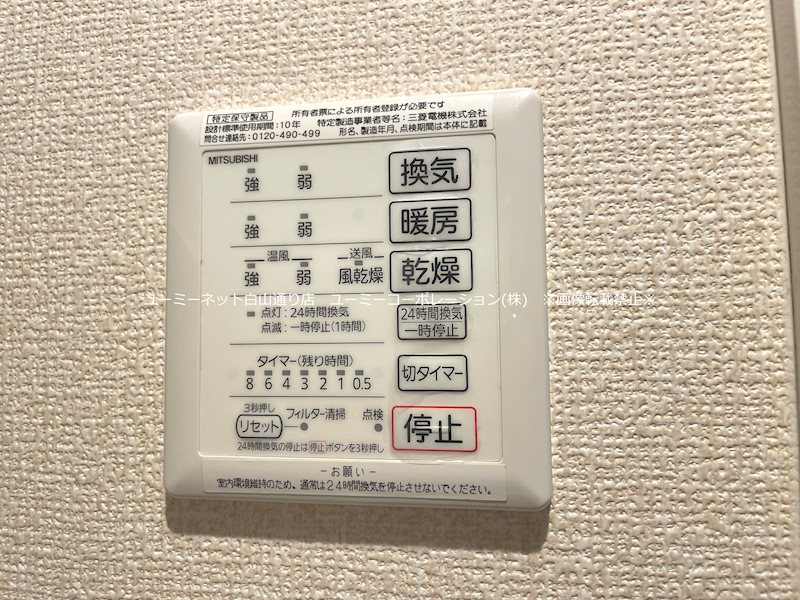 特定保守製品 所有者票による所有者登録が必要です
設計標準使用期間:10年 特定製造事業者等名:三菱電機株式会社
問合せ連絡先:0120-490-499 形名、製造年月、点検期間は本体に記載
MITSUBISHI
強 弱 換気
強 弱 暖房
温風 送風
強 弱 風乾燥 乾燥
ユーミーネット白山通り店 ユーミーコーポレーション(株) ※画像転載禁止※
点灯:24時間換気
点滅:一時停止(1時間)
24時間換気
一時停止
タイマー(残り時間)
8 6 4 3 2 1 0.5
切タイマー
3秒押し
リセット フィルター清掃 点検
停止
24時間換気の停止は停止ボタンを3秒押し
-お願い-
室内環境維持のため、通常は24時間換気を停止させないでください。